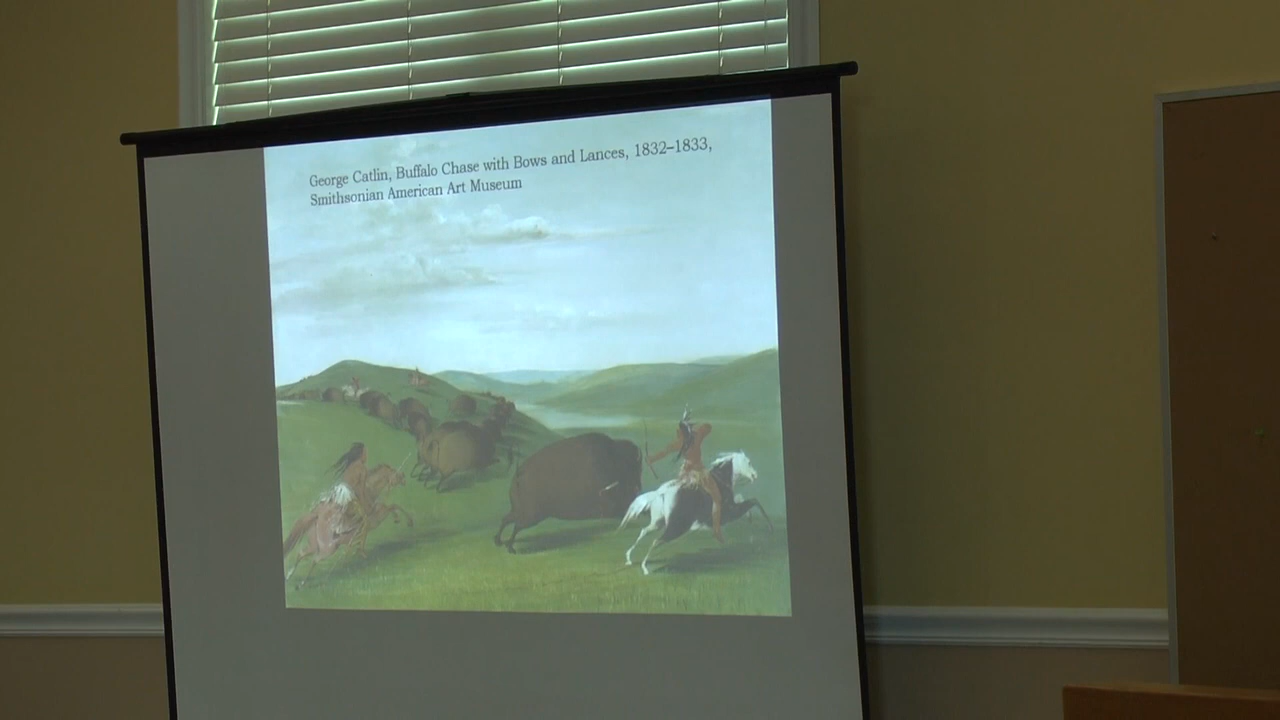 George Catlin, Buffalo Chase with Bows and Lances, 1832–1833,
Smithsonian American Art Museum